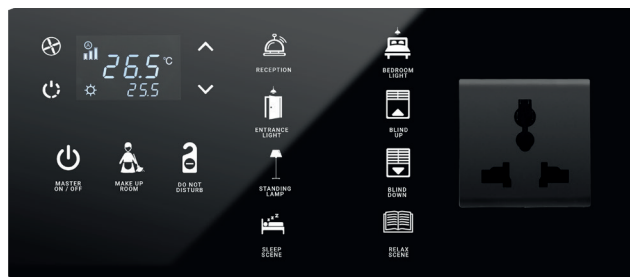 26.5 °C
25.5
RECEPTION
ENTRANCE
LIGHT
STANDING
LAMP
SLEEP
SCENE
BEDROOM
LIGHT
BLIND
UP
BLIND
DOWN
RELAX
SCENE
MASTER
ON / OFF
MAKE UP
ROOM
DO NOT
DISTURB